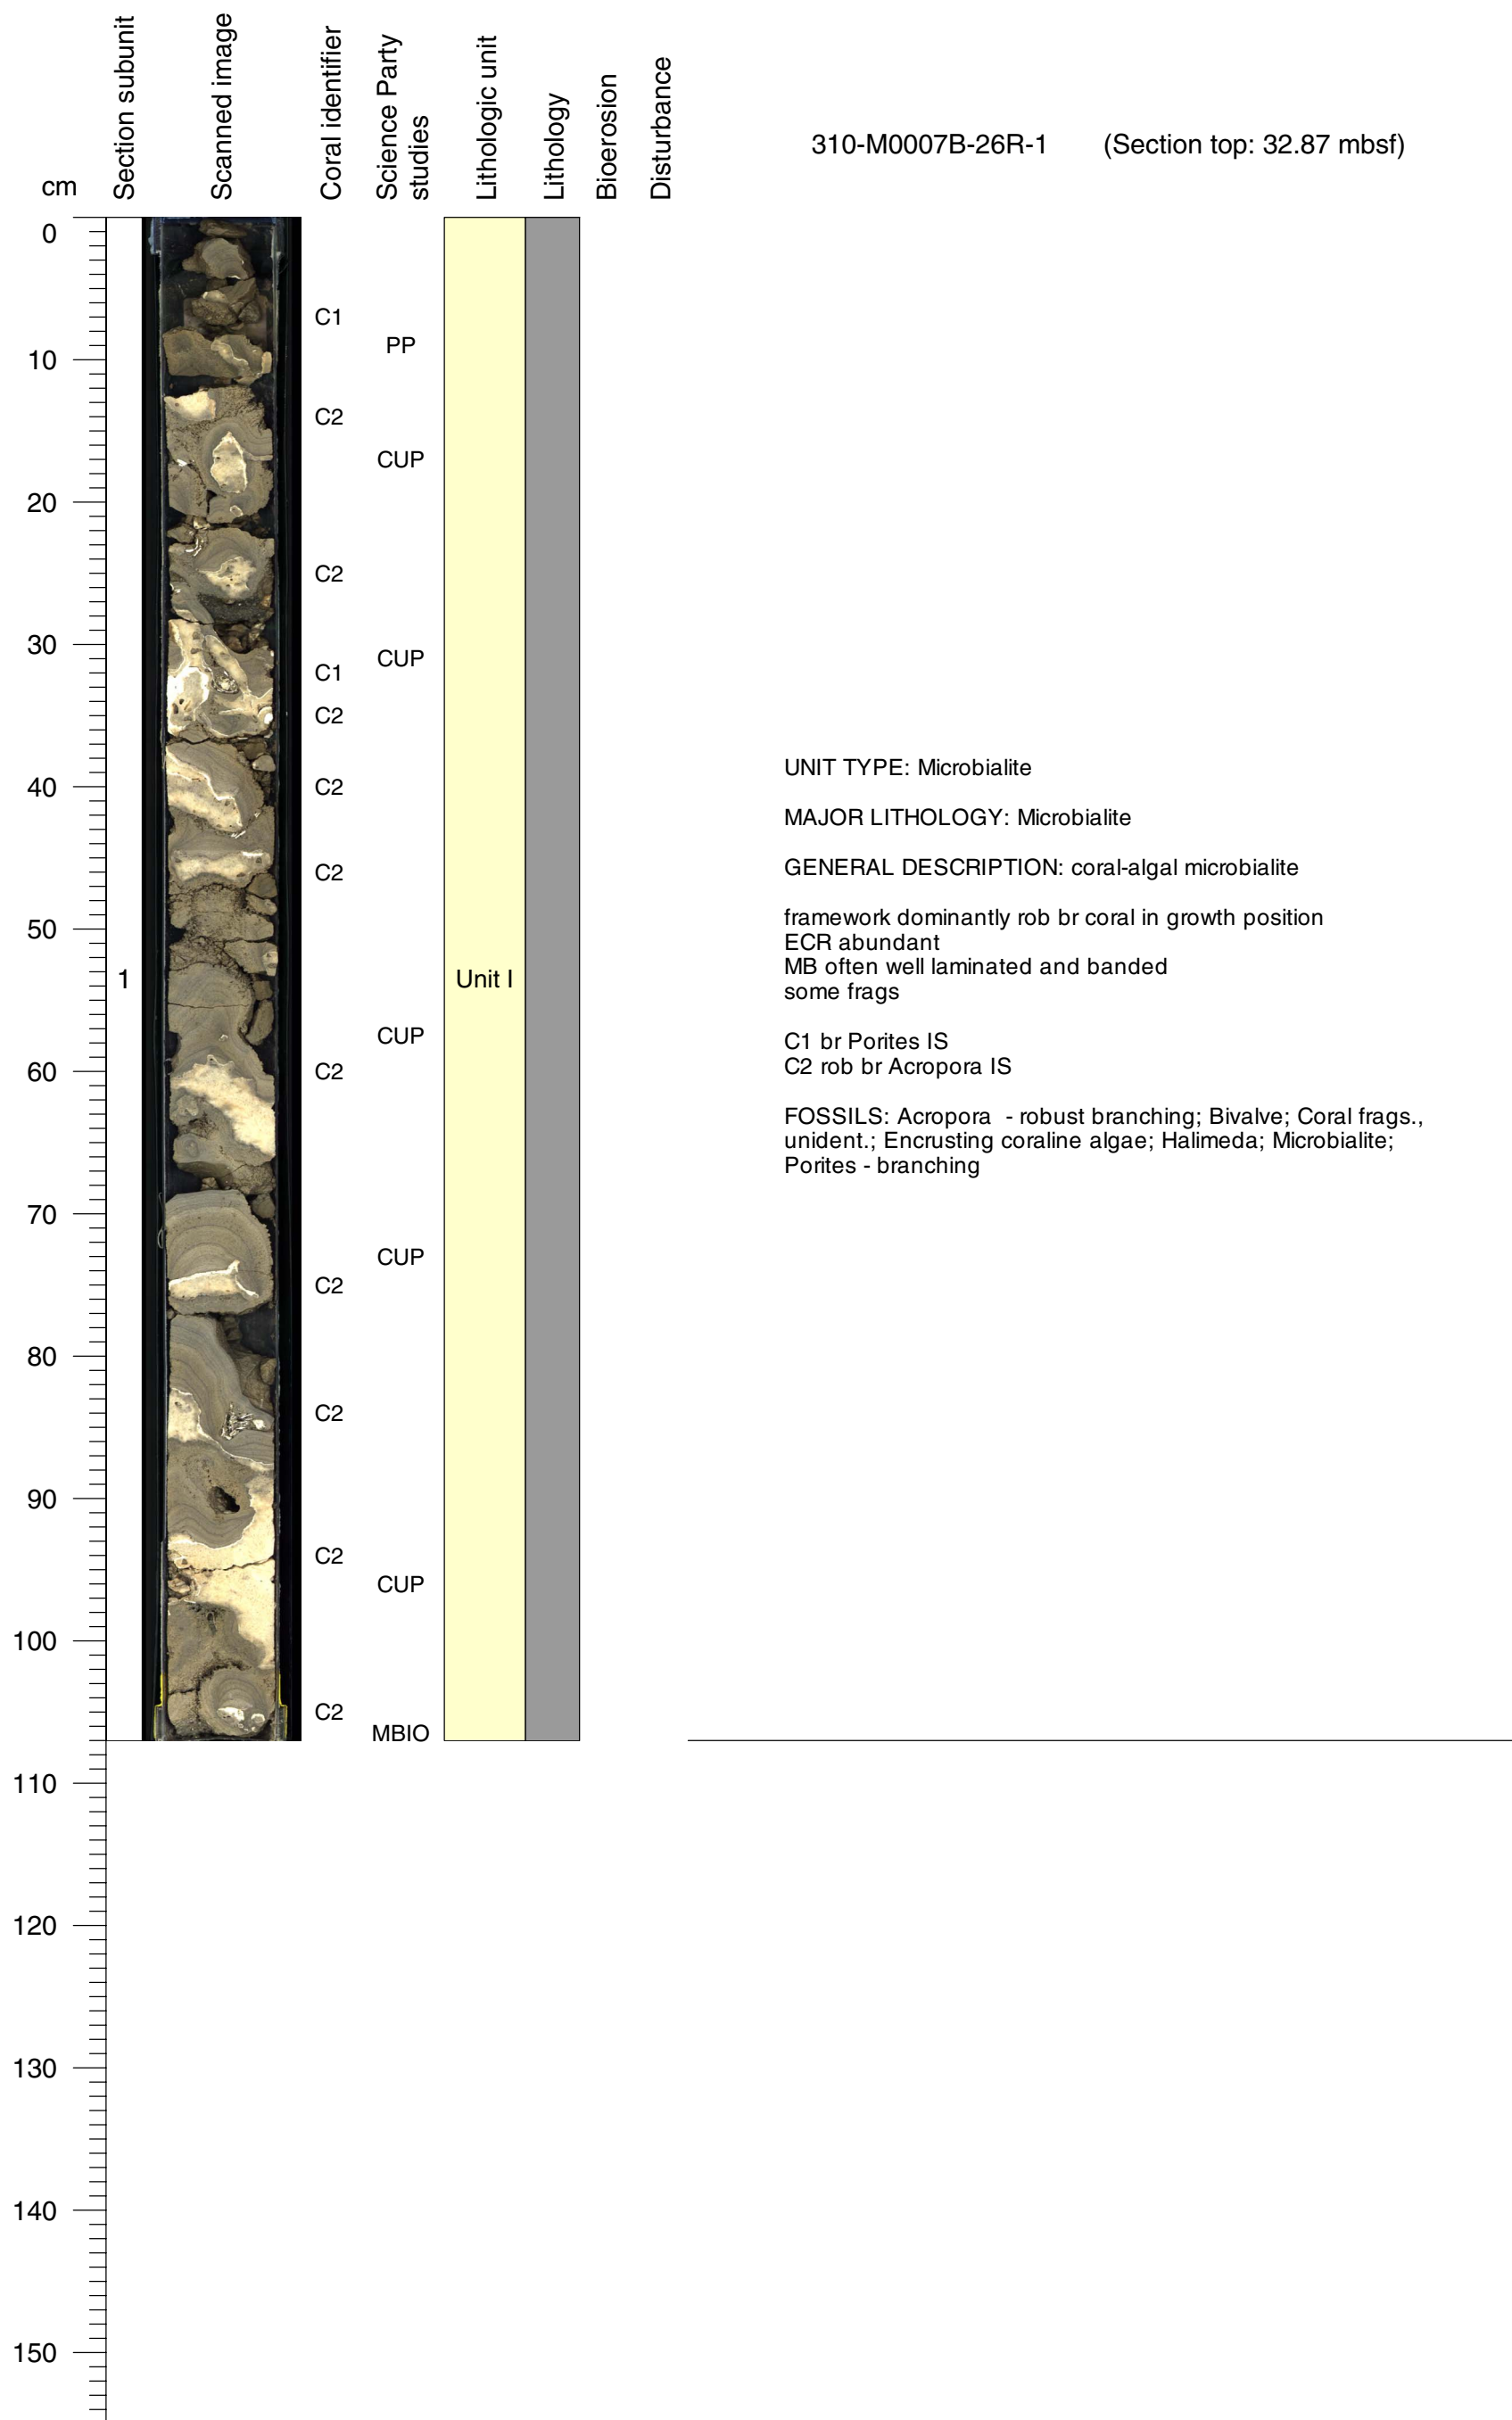 cm
Section subunit
Scanned image
Coral identifier
Science Party
studies
Lithologic unit
Lithology
Bioerosion
Disturbance
310-M0007B-26R-1 (Section top: 32.87 mbsf)
0
C1
PP
10
C2
CUP
20
C2
30
CUP
C1
C2
UNIT TYPE: Microbialite
40
C2
MAJOR LITHOLOGY: Microbialite
C2
GENERAL DESCRIPTION: coral-algal microbialite
framework dominantly rob br coral in growth position
50
ECR abundant
MB often well laminated and banded
1
Unit I
some frags
CUP
C1 br Porites IS
60
C2
C2 rob br Acropora IS
FOSSILS: Acropora - robust branching; Bivalve; Coral frags.,
unident.; Encrusting coraline algae; Halimeda; Microbialite;
Porites - branching
70
CUP
C2
80
C2
90
C2
CUP
100
C2
MBIO
110
120
130
140
150